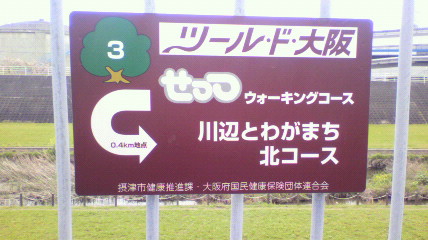 3
ツール・ド・大阪
せっつ
ウォーキングコース
0.4km地点
川辺とわがまち
北コース
摂津市健康推進課・大阪府国民健康保険団体連合会